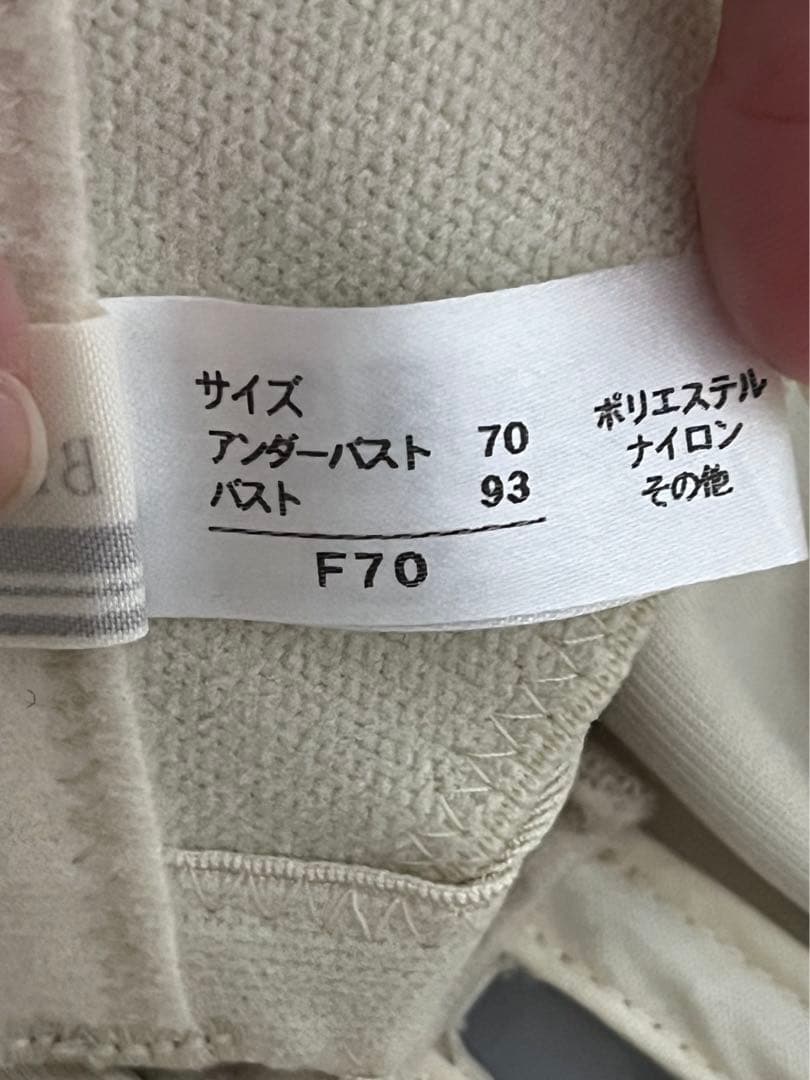 サイズ
アンダーバスト 70
バスト 93
F70
ポリエステル
ナイロン
その他